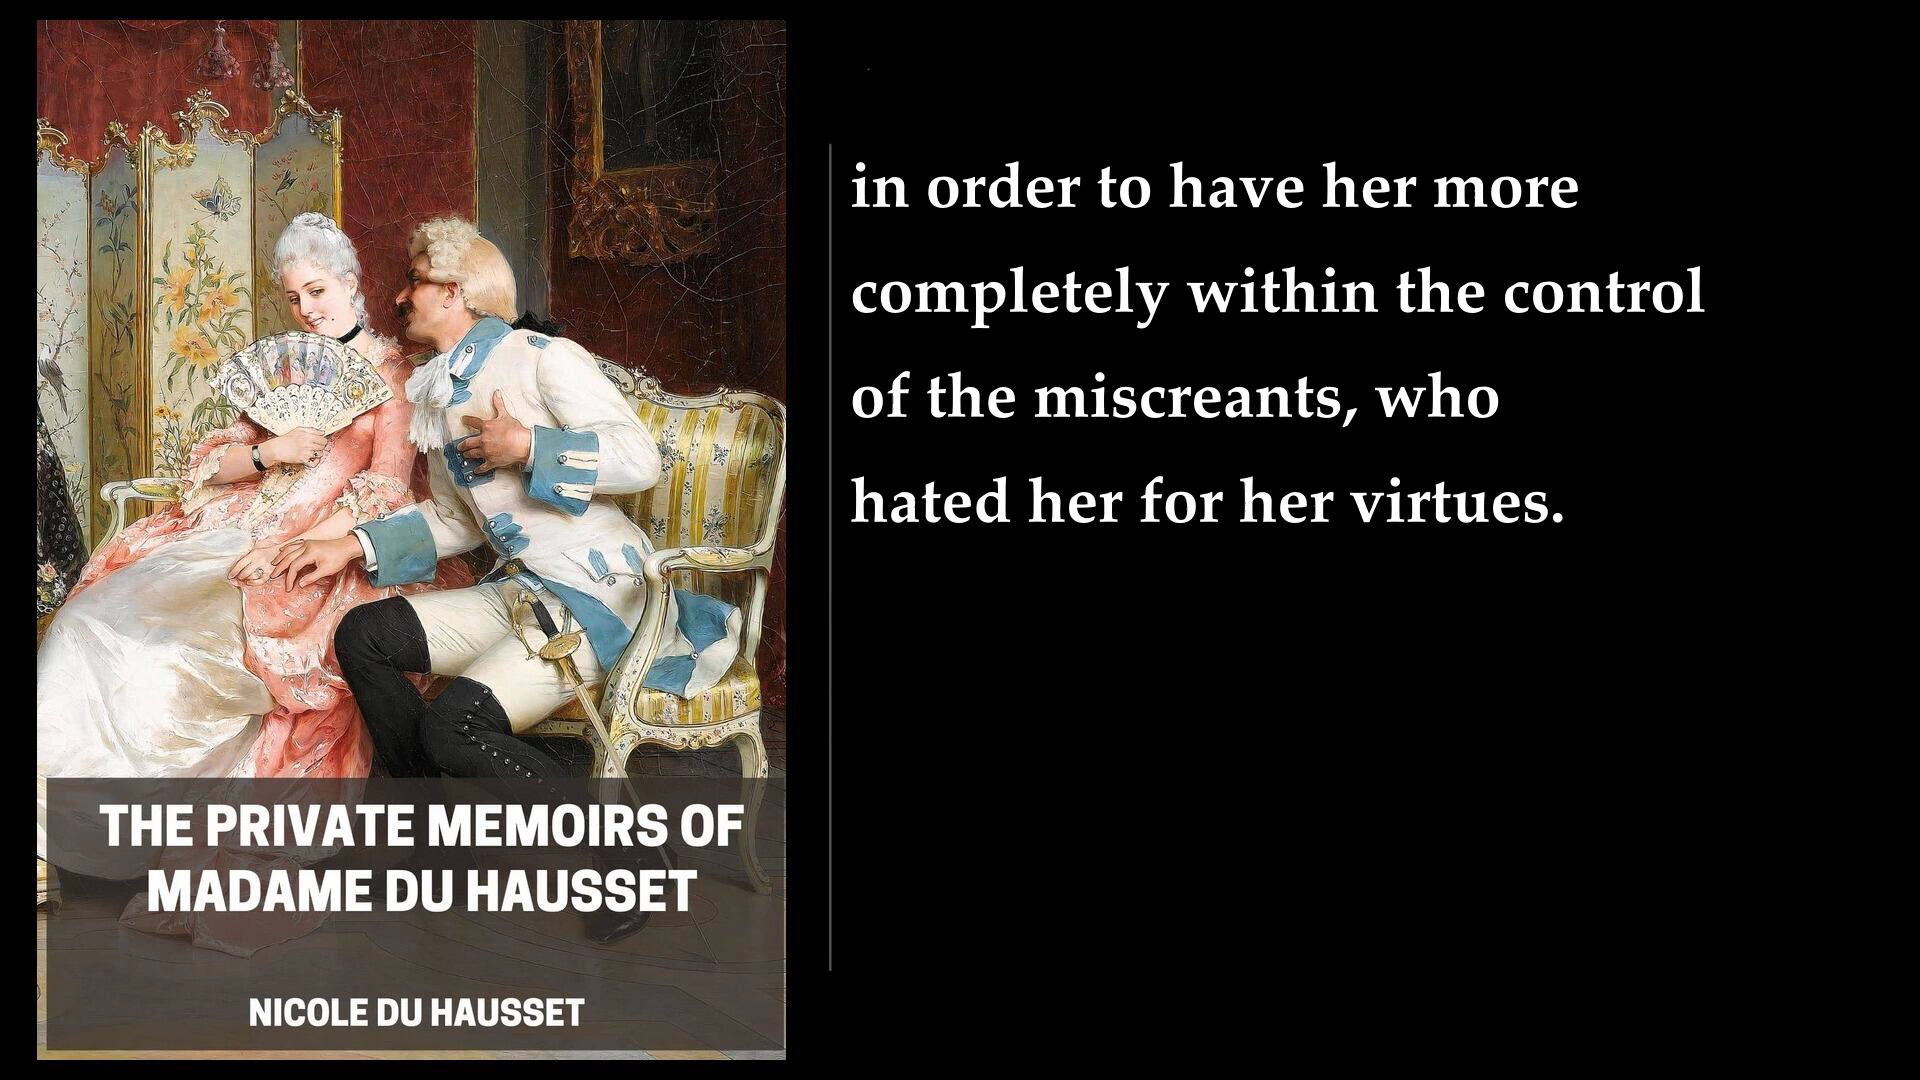 in order to have her more
completely within the control
of the miscreants, who
hated her for her virtues.
THE PRIVATE MEMOIRS OF
MADAME DU HAUSSET
NICOLE DU HAUSSET